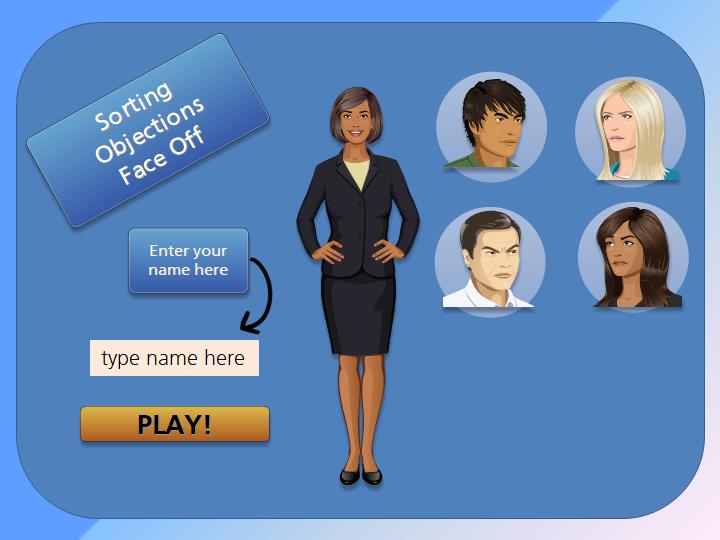 Sorting
Objections
Face Off
Enter your
name here
type name here
PLAY!